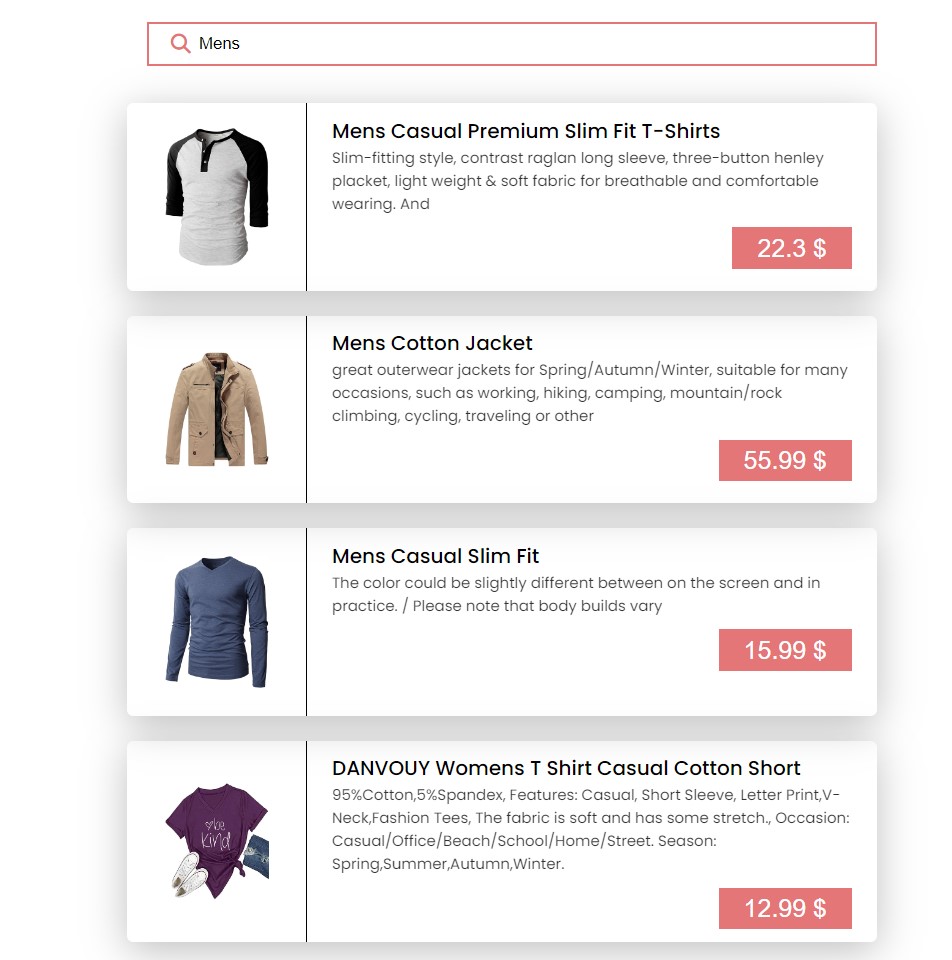 Mens
Mens Casual Premium Slim Fit T-Shirts
Slim-fitting style, contrast raglan long sleeve, three-button henley
placket, light weight & soft fabric for breathable and comfortable
wearing. And
22.3 $
Mens Cotton Jacket
great outerwear jackets for Spring/Autumn/Winter, suitable for many
occasions, such as working, hiking, camping, mountain/rock
climbing, cycling, traveling or other
55.99 $
Mens Casual Slim Fit
The color could be slightly different between on the screen and in
practice. / Please note that body builds vary
15.99 $
DANVOUY Womens T Shirt Casual Cotton Short
95%Cotton,5%Spandex, Features: Casual, Short Sleeve, Letter Print,V-
Neck,Fashion Tees, The fabric is soft and has some stretch., Occasion:
Casual/Office/Beach/School/Home/Street. Season:
Spring,Summer,Autumn,Winter.
be
kind
12.99 $